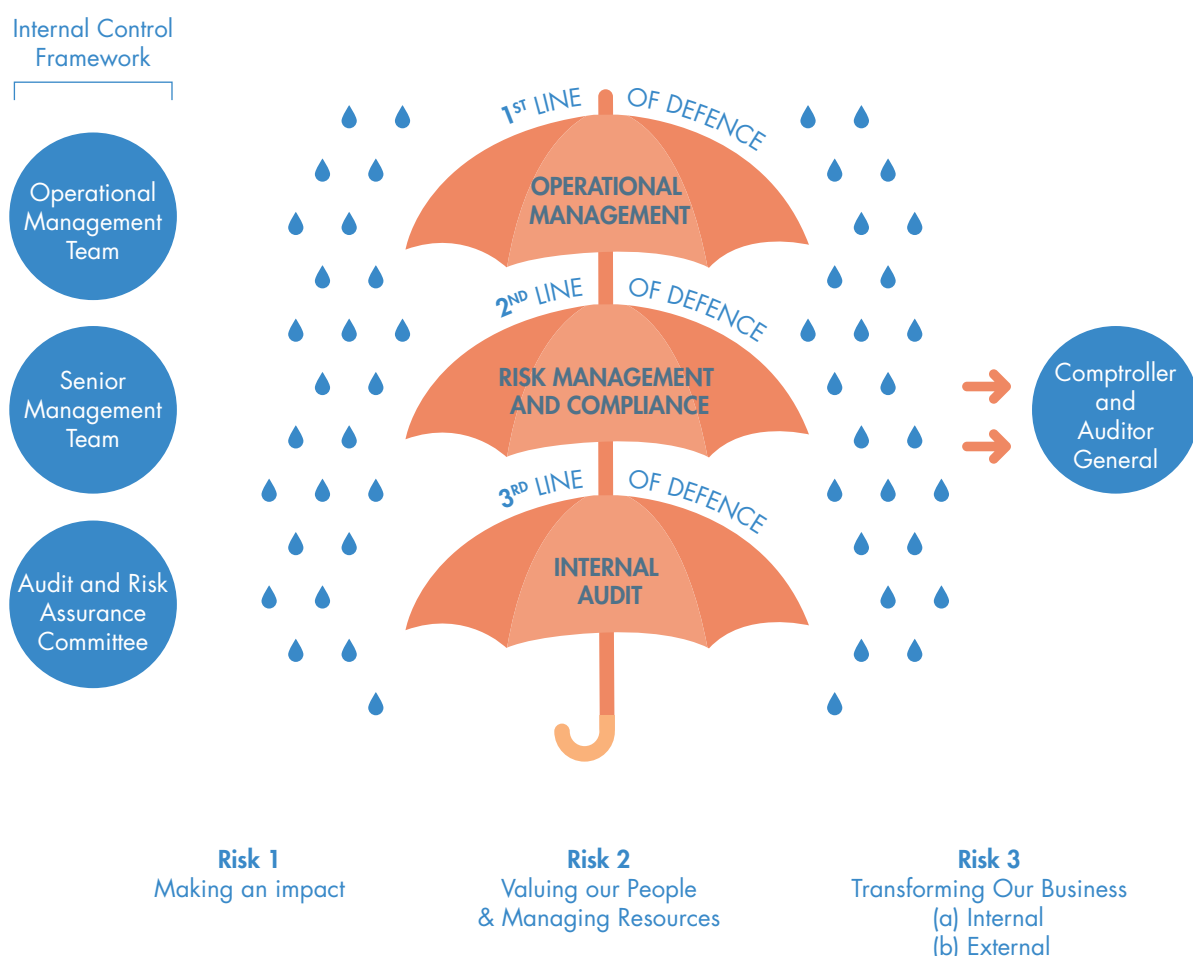 Internal Control
Framework
Operational
Management
Team
Senior
Management
Team
Audit and Risk
Assurance
Committee
1ST LINE OF DEFENCE
OPERATIONAL
MANAGEMENT
2ND LINE OF DEFENCE
RISK MANAGEMENT
AND COMPLIANCE
3RD LINE OF DEFENCE
INTERNAL
AUDIT
Comptroller
and
Auditor
General
Risk 1
Making an impact
Risk 2
Valuing our People
& Managing Resources
Risk 3
Transforming Our Business
(a) Internal
(b) External